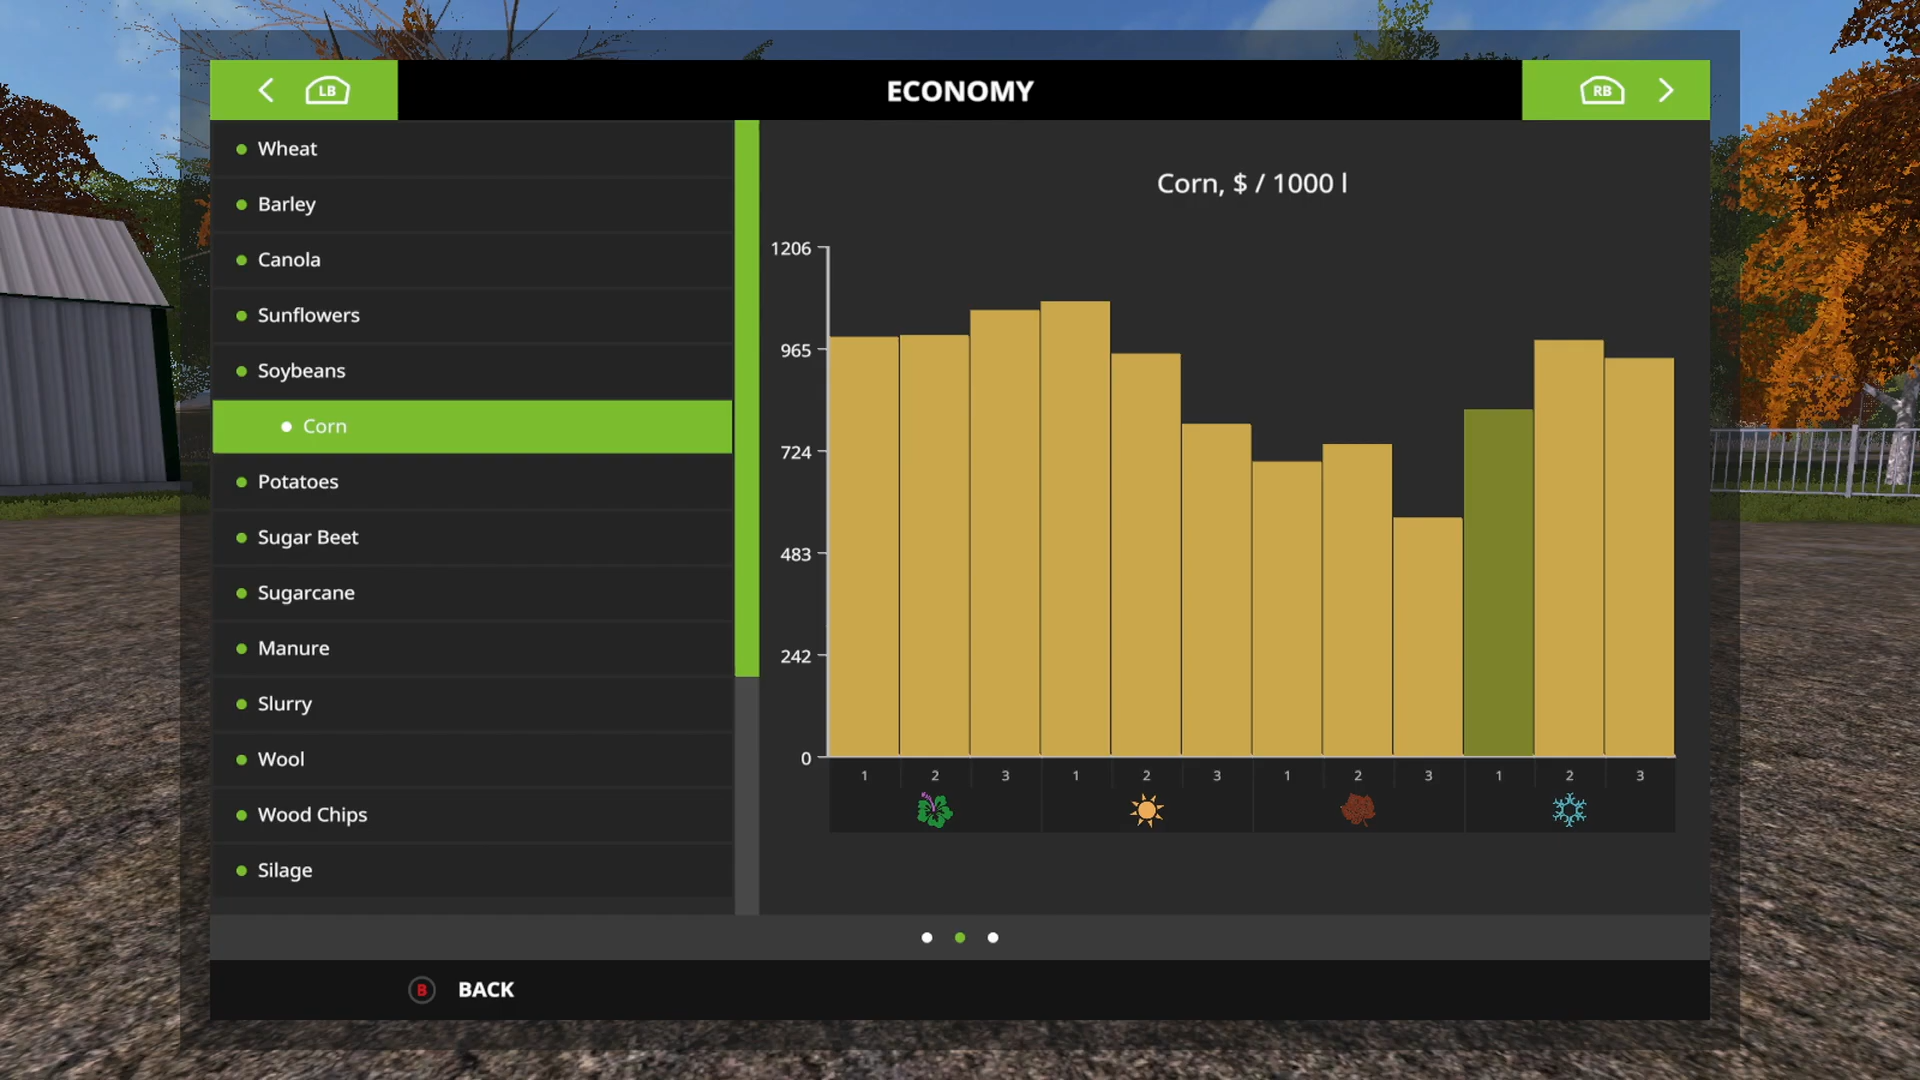 LB
ECONOMY
RB
Wheat
Barley
Canola
Sunflowers
Soybeans
Corn
Potatoes
Sugar Beet
Sugarcane
Manure
Slurry
Wool
Wood Chips
Silage
Corn, $ / 1000 l
1206
965
724
483
242
0
1 2 3 1 2 3 1 2 3 1 2 3
B BACK